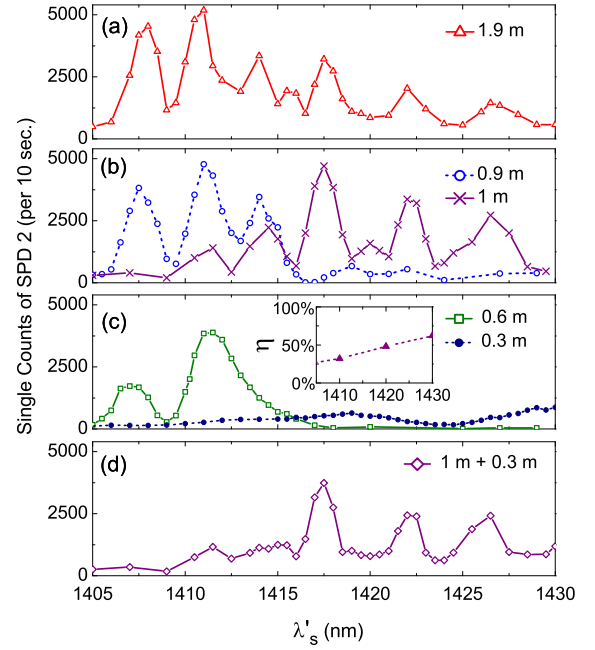 (a)
1.9 m
5000
2500
0
(b)
0.9 m
1 m
5000
2500
0
(c)
0.6 m
0.3 m
5000
2500
0
η
100%
50%
0%
1410
1420
1430
(d)
1 m + 0.3 m
5000
2500
0
1405
1410
1415
1420
1425
1430
Single Counts of SPD 2 (per 10 sec.)
λ's (nm)